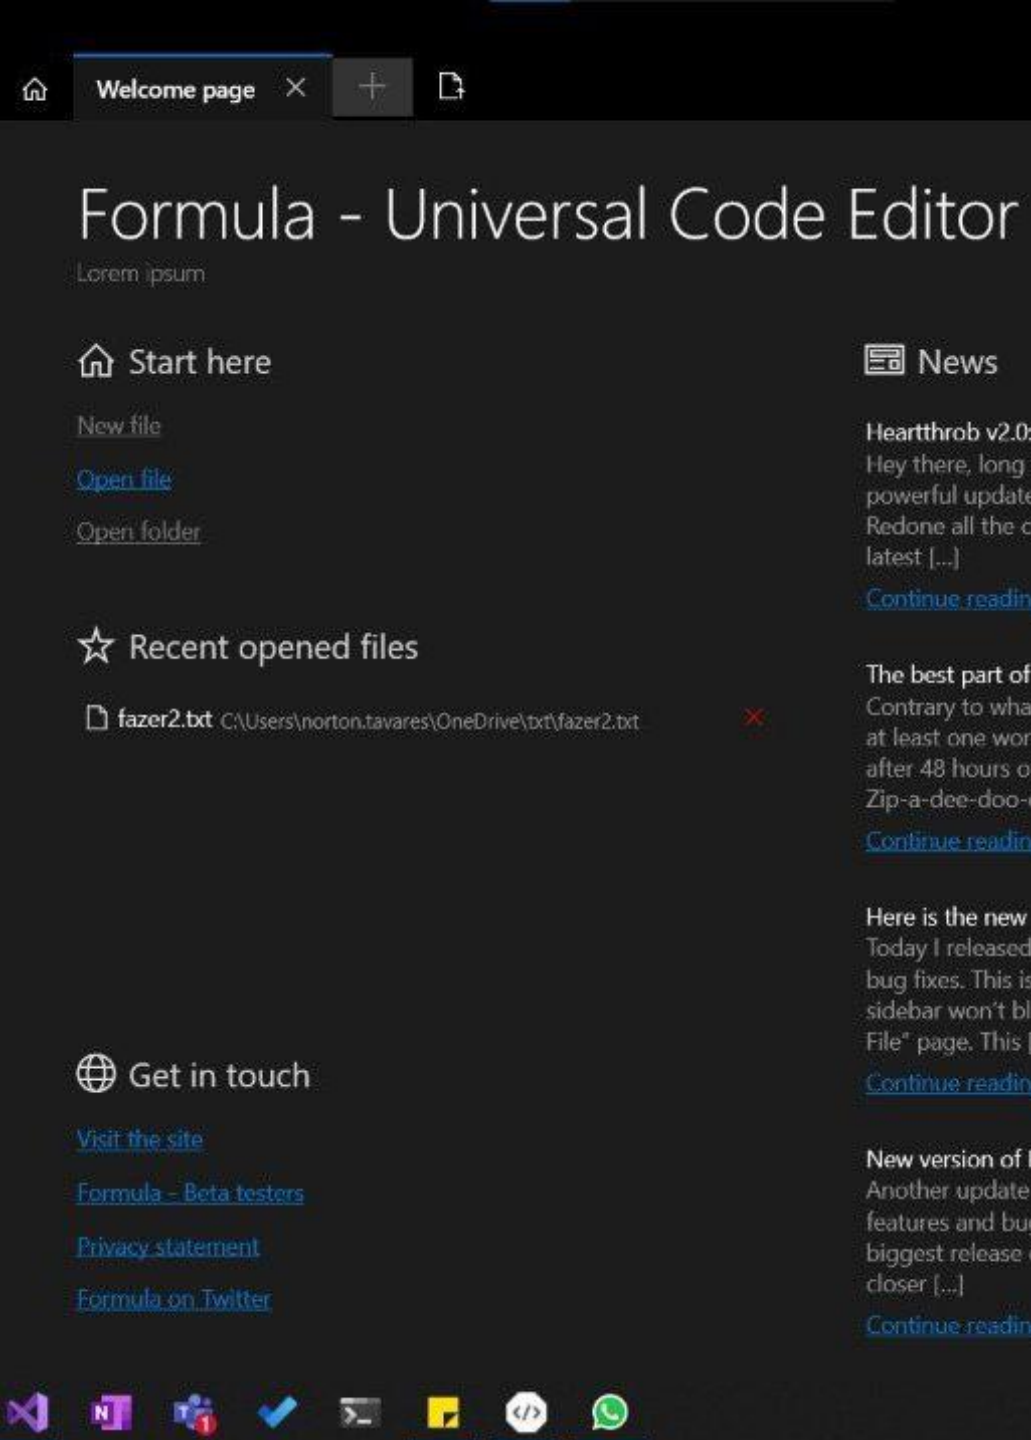 Welcome page
Formula - Universal Code Editor
Lorem ipsum
Start here
New file
Open file
Open folder
Recent opened files
fazer2.txt C:\Users\norton.tavares\OneDrive\txt\fazer2.txt
Get in touch
Visit the site
Formula - Beta testers
Privacy statement
Formula on Twitter
News
Heartthrob v2.0:
Hey there, long
powerful update
Redone all the
latest [...]
Continue readin
The best part of
Contrary to wha
at least one wor
after 48 hours o
Zip-a-dee-doo-
Continue readin
Here is the new
Today I released
bug fixes. This is
sidebar won't bl
File" page. This [
Continue readin
New version of
Another update
features and bu
biggest release
closer [...]
Continue readin
N
T
1